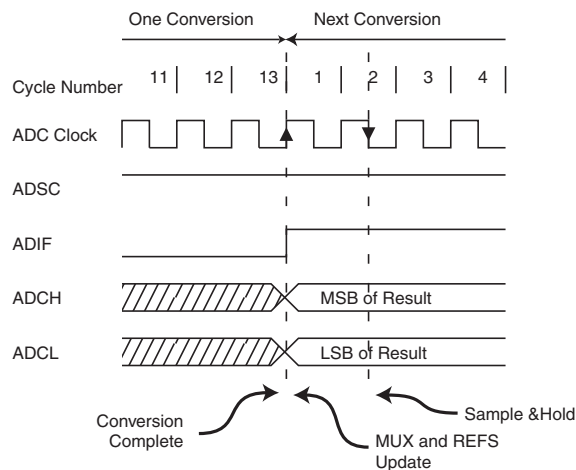 One Conversion Next Conversion
Cycle Number 11 12 13 1 2 3 4
ADC Clock
ADSC
ADIF
ADCH MSB of Result
ADCL LSB of Result
Conversion
Complete
MUX and REFS
Update
Sample &Hold